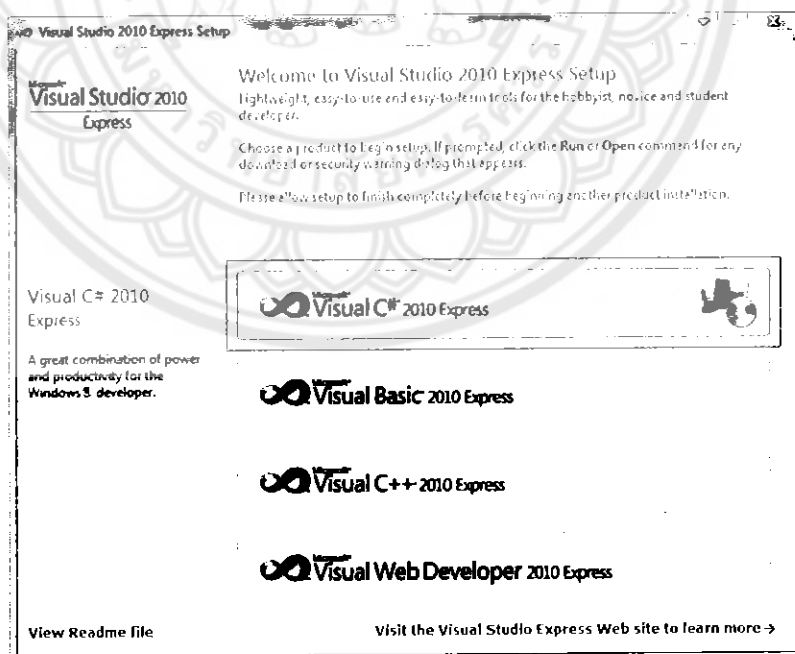 Visual Studio 2010 Express Setup
Microsoft
Visual Studio 2010
Express
Welcome to Visual Studio 2010 Express Setup
Lightweight, easy-to-use and easy-to-learn tools for the hobbyist, novice and student
developer.
Choose a product to begin setup. If prompted, click the Run or Open command for any
download or security warning dialog that appears.
Please allow setup to finish completely before beginning another product installation.
Visual C# 2010
Express
A great combination of power
and productivity for the
Windows developer.
Visual C# 2010 Express
Visual Basic 2010 Express
Visual C++ 2010 Express
Visual Web Developer 2010 Express
View Readme file
Visit the Visual Studio Express Web site to learn more →